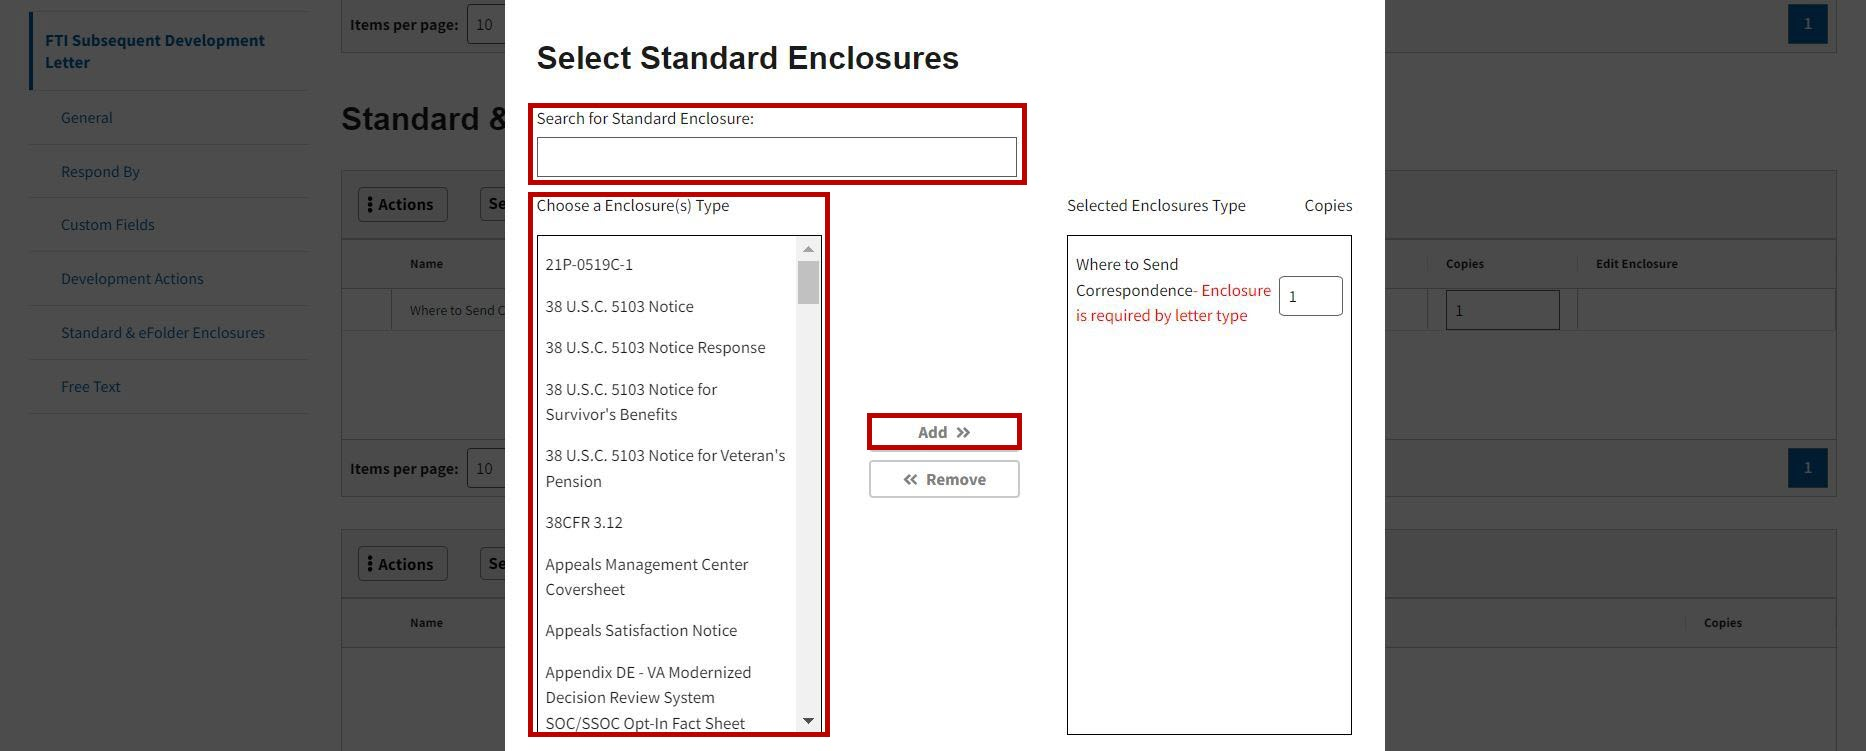 FTI Subsequent Development
Letter
General
Respond By
Custom Fields
Development Actions
Standard & eFolder Enclosures
Free Text
Items per page: 10
1
Standard &
Actions
Name
Copies
Edit Enclosure
Where to Send
1
Items per page: 10
1
Actions
Name
Copies
Select Standard Enclosures
Search for Standard Enclosure:
Choose a Enclosure(s) Type
21P-0519C-1
38 U.S.C. 5103 Notice
38 U.S.C. 5103 Notice Response
38 U.S.C. 5103 Notice for
Survivor's Benefits
38 U.S.C. 5103 Notice for Veteran's
Pension
38CFR 3.12
Appeals Management Center
Coversheet
Appeals Satisfaction Notice
Appendix DE - VA Modernized
Decision Review System
SOC/SSOC Opt-In Fact Sheet
Add »
« Remove
Selected Enclosures Type
Copies
Where to Send
Correspondence- Enclosure
is required by letter type
1